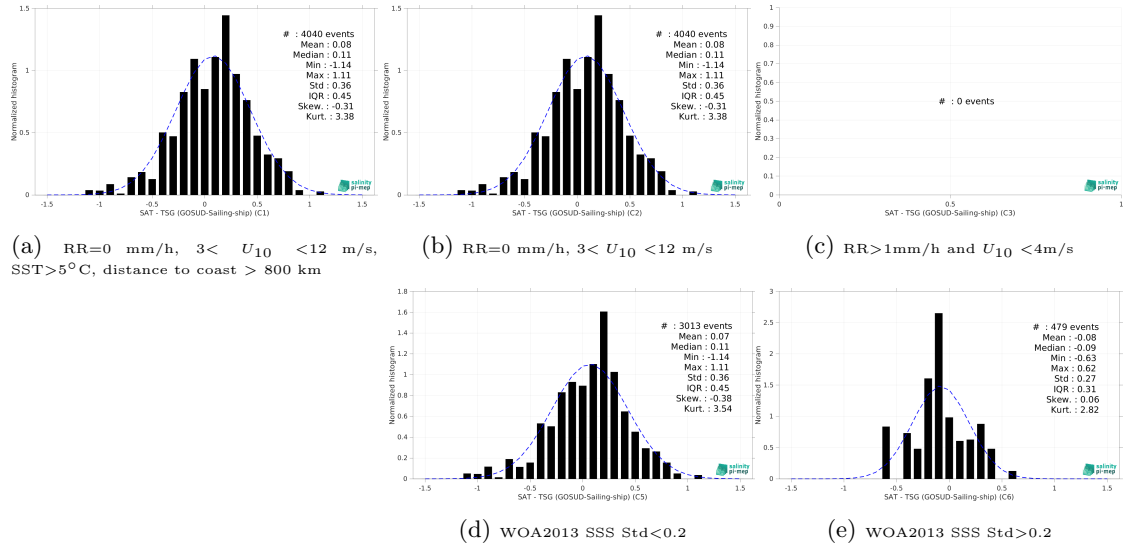 1.5
1
0.5
0
Normalized histogram
# : 4040 events
Mean : 0.08
Median : 0.11
Min : -1.14
Max : 1.11
Std : 0.36
IQR : 0.45
Skew. : -0.31
Kurt. : 3.38
salinity
pi-mep
-1.5 -1 -0.5 0 0.5 1 1.5
SAT - TSG (GOSUD-Sailing-ship) (C1)
(a) RR=0 mm/h, 3< U10 <12 m/s,
SST>5°C, distance to coast > 800 km
1.5
1
0.5
0
Normalized histogram
# : 4040 events
Mean : 0.08
Median : 0.11
Min : -1.14
Max : 1.11
Std : 0.36
IQR : 0.45
Skew. : -0.31
Kurt. : 3.38
salinity
pi-mep
-1.5 -1 -0.5 0 0.5 1 1.5
SAT - TSG (GOSUD-Sailing-ship) (C2)
(b) RR=0 mm/h, 3< U10 <12 m/s
1
0.9
0.8
0.7
0.6
0.5
0.4
0.3
0.2
0.1
0
Normalized histogram
# : 0 events
salinity
pi-mep
0 0.5 1
SAT - TSG (GOSUD-Sailing-ship) (C3)
(c) RR>1mm/h and U10 <4m/s
1.8
1.6
1.4
1.2
1
0.8
0.6
0.4
0.2
0
Normalized histogram
# : 3013 events
Mean : 0.07
Median : 0.11
Min : -1.14
Max : 1.11
Std : 0.36
IQR : 0.45
Skew. : -0.38
Kurt. : 3.54
salinity
pi-mep
-1.5 -1 -0.5 0 0.5 1 1.5
SAT - TSG (GOSUD-Sailing-ship) (C5)
(d) WOA2013 SSS Std<0.2
3
2.5
2
1.5
1
0.5
0
Normalized histogram
# : 479 events
Mean : -0.08
Median : -0.09
Min : -0.63
Max : 0.62
Std : 0.27
IQR : 0.31
Skew. : 0.06
Kurt. : 2.82
salinity
pi-mep
-1.5 -1 -0.5 0 0.5 1 1.5
SAT - TSG (GOSUD-Sailing-ship) (C6)
(e) WOA2013 SSS Std>0.2